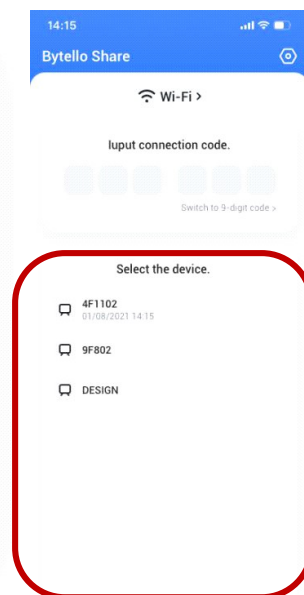 14:15
Bytello Share
Wi-Fi >
Iuput connection code.
Switch to 9-digit code >
Select the device.
4F1102
01/08/2021 14:15
9F802
DESIGN